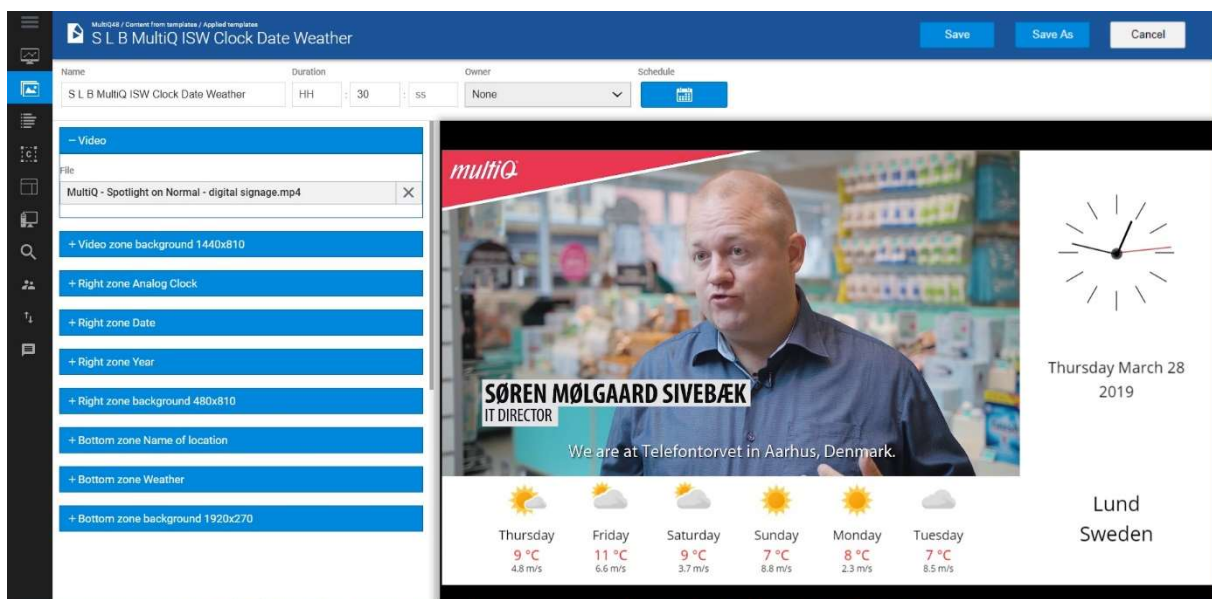 MultiQ48 / Content from templates / Applied templates
S L B MultiQ ISW Clock Date Weather
Save
Save As
Cancel
Name
Duration
Owner
Schedule
S L B MultiQ ISW Clock Date Weather
HH : 30 : ss
None
– Video
File
MultiQ - Spotlight on Normal - digital signage.mp4
+ Video zone background 1440x810
+ Right zone Analog Clock
+ Right zone Date
+ Right zone Year
+ Right zone background 480x810
+ Bottom zone Name of location
+ Bottom zone Weather
+ Bottom zone background 1920x270
multiQ
SØREN MØLGAARD SIVEBÆK
IT DIRECTOR
We are at Telefontorvet in Aarhus, Denmark.
Thursday March 28
2019
Thursday Friday Saturday Sunday Monday Tuesday
9 °C 11 °C 9 °C 7 °C 8 °C 7 °C
4.8 m/s 6.6 m/s 3.7 m/s 8.8 m/s 2.3 m/s 8.5 m/s
Lund
Sweden